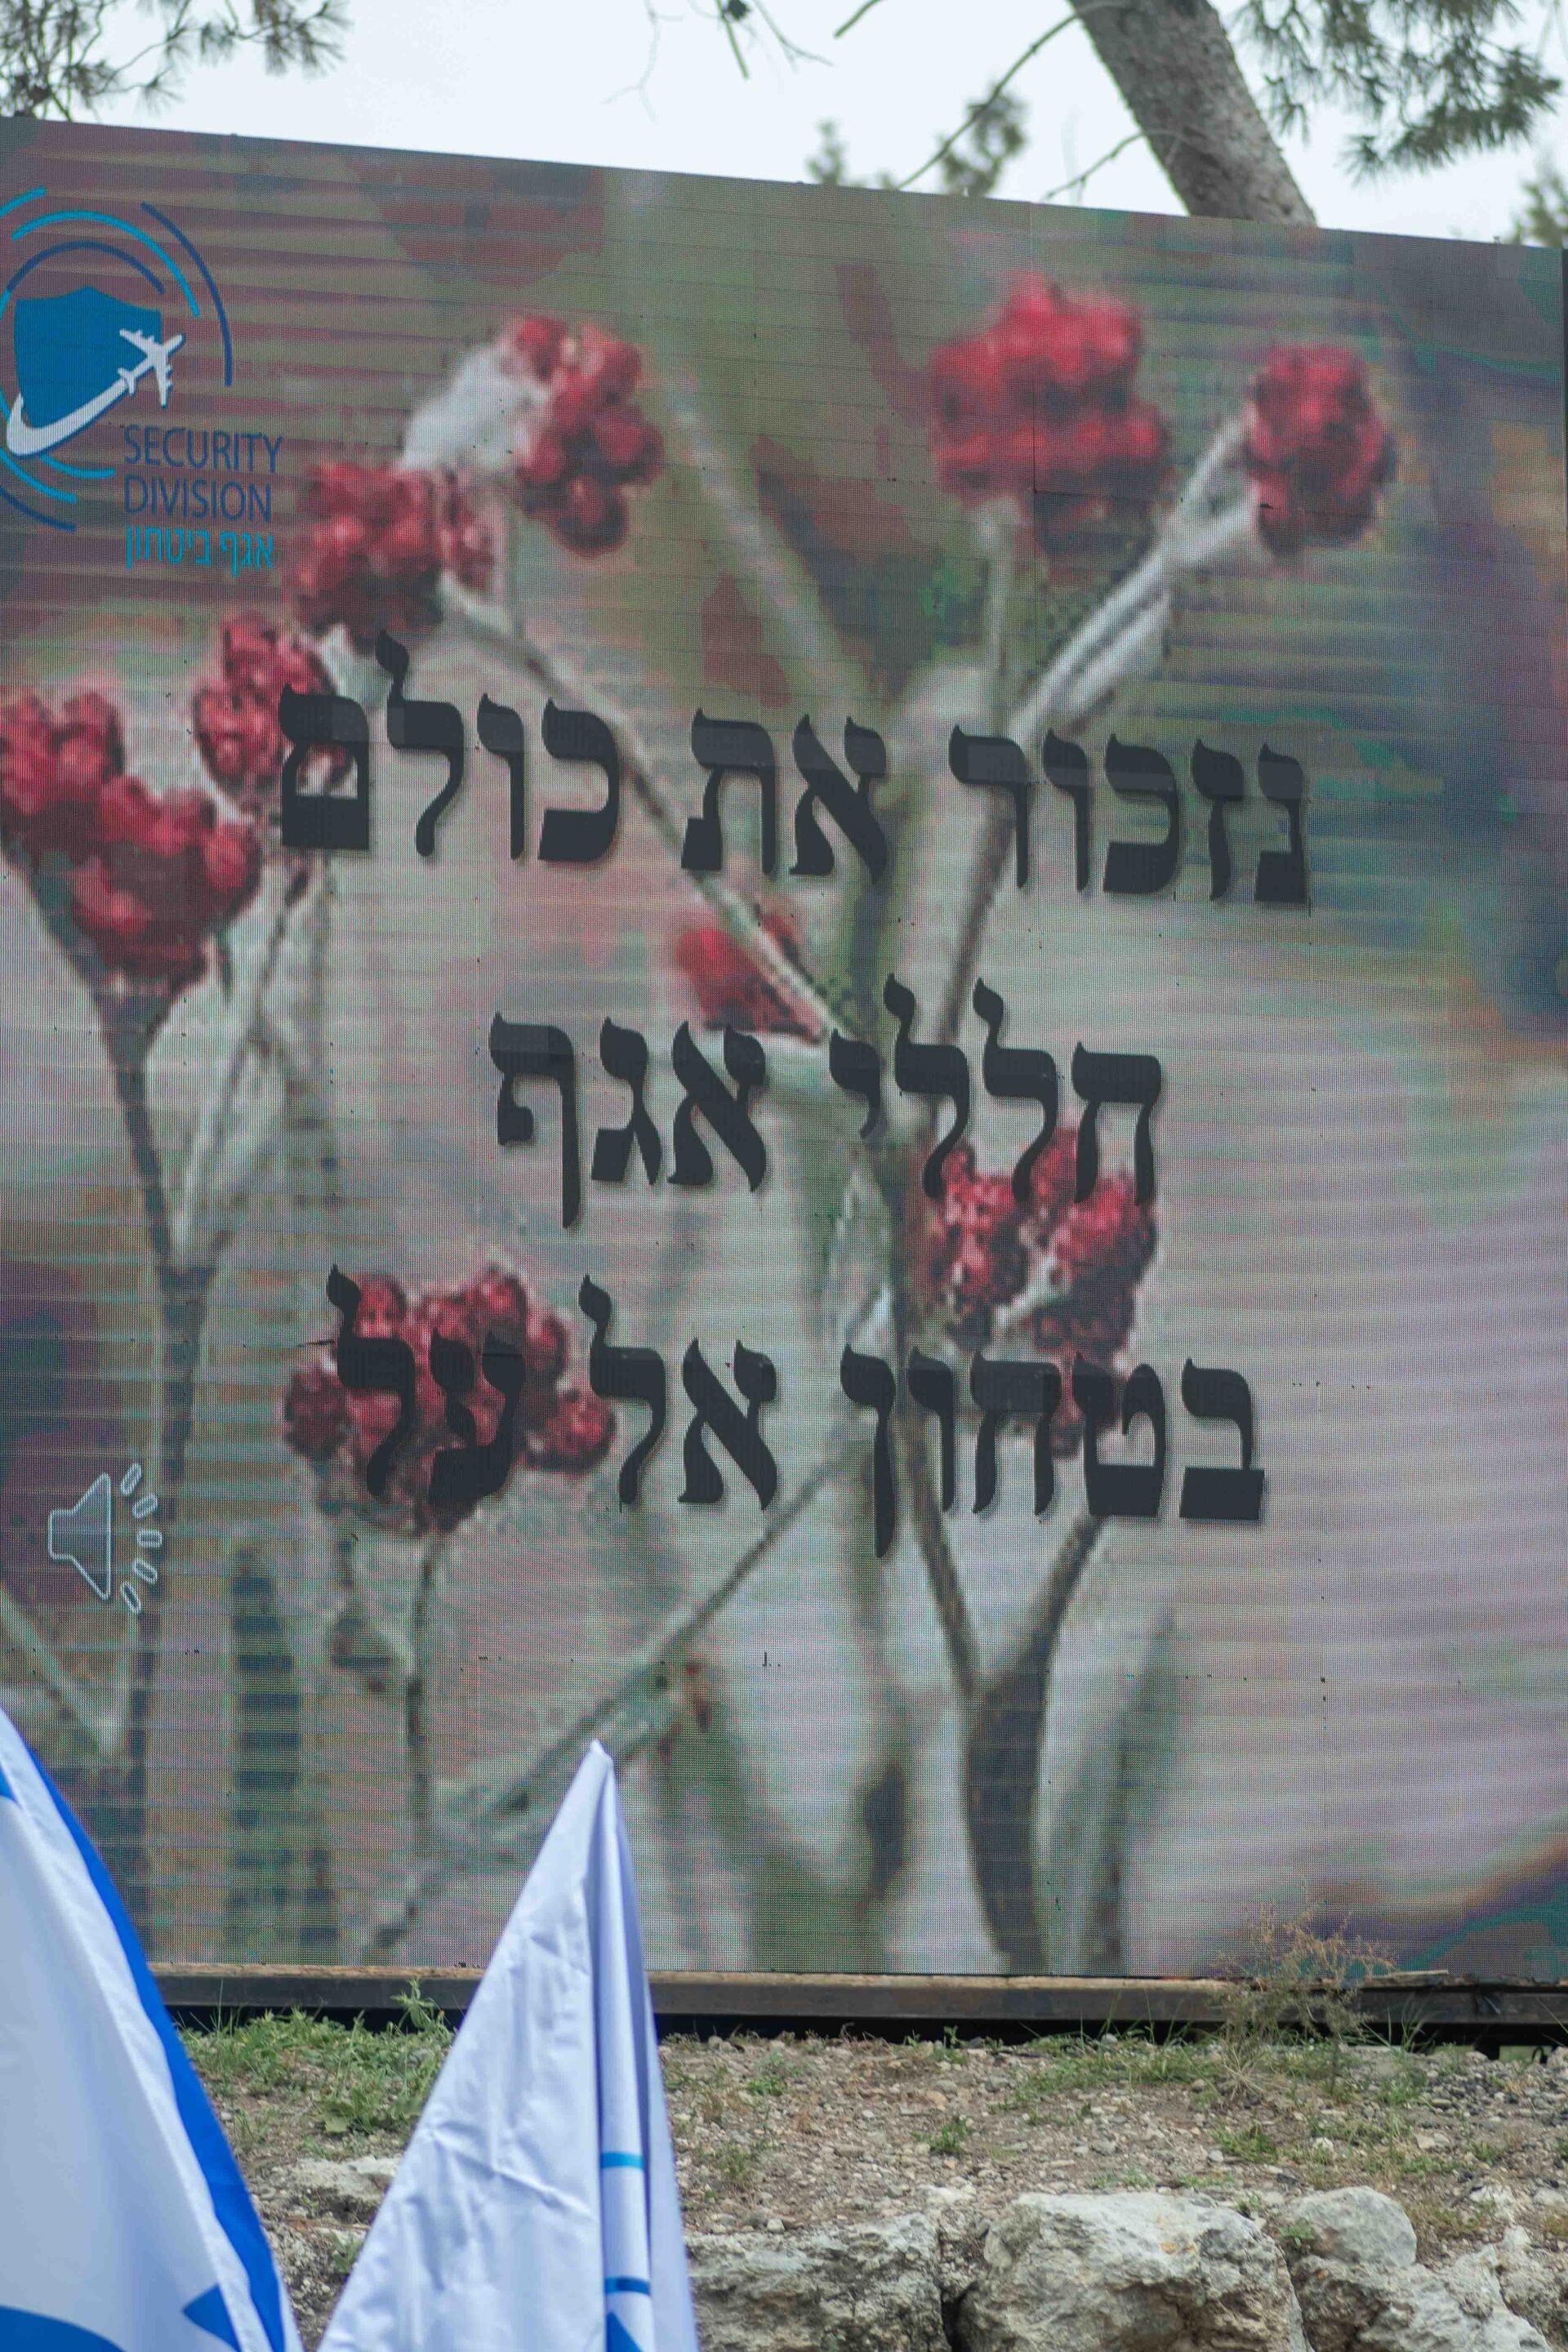 SECURITY
DIVISION
אגף ביטחון
נזכור את כולם
חללי אגף
בטחון אל על